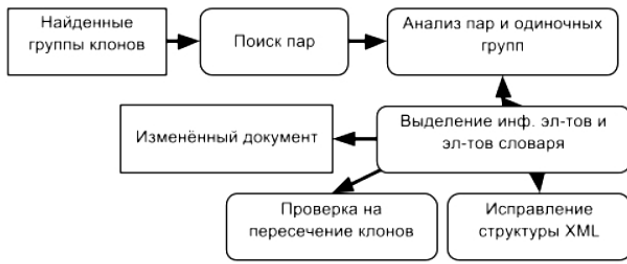 Найденные
группы клонов
Поиск пар
Анализ пар и одиночных
групп
Изменённый документ
Выделение инф. эл-тов и
эл-тов словаря
Проверка на
пересечение клонов
Исправление
структуры XML